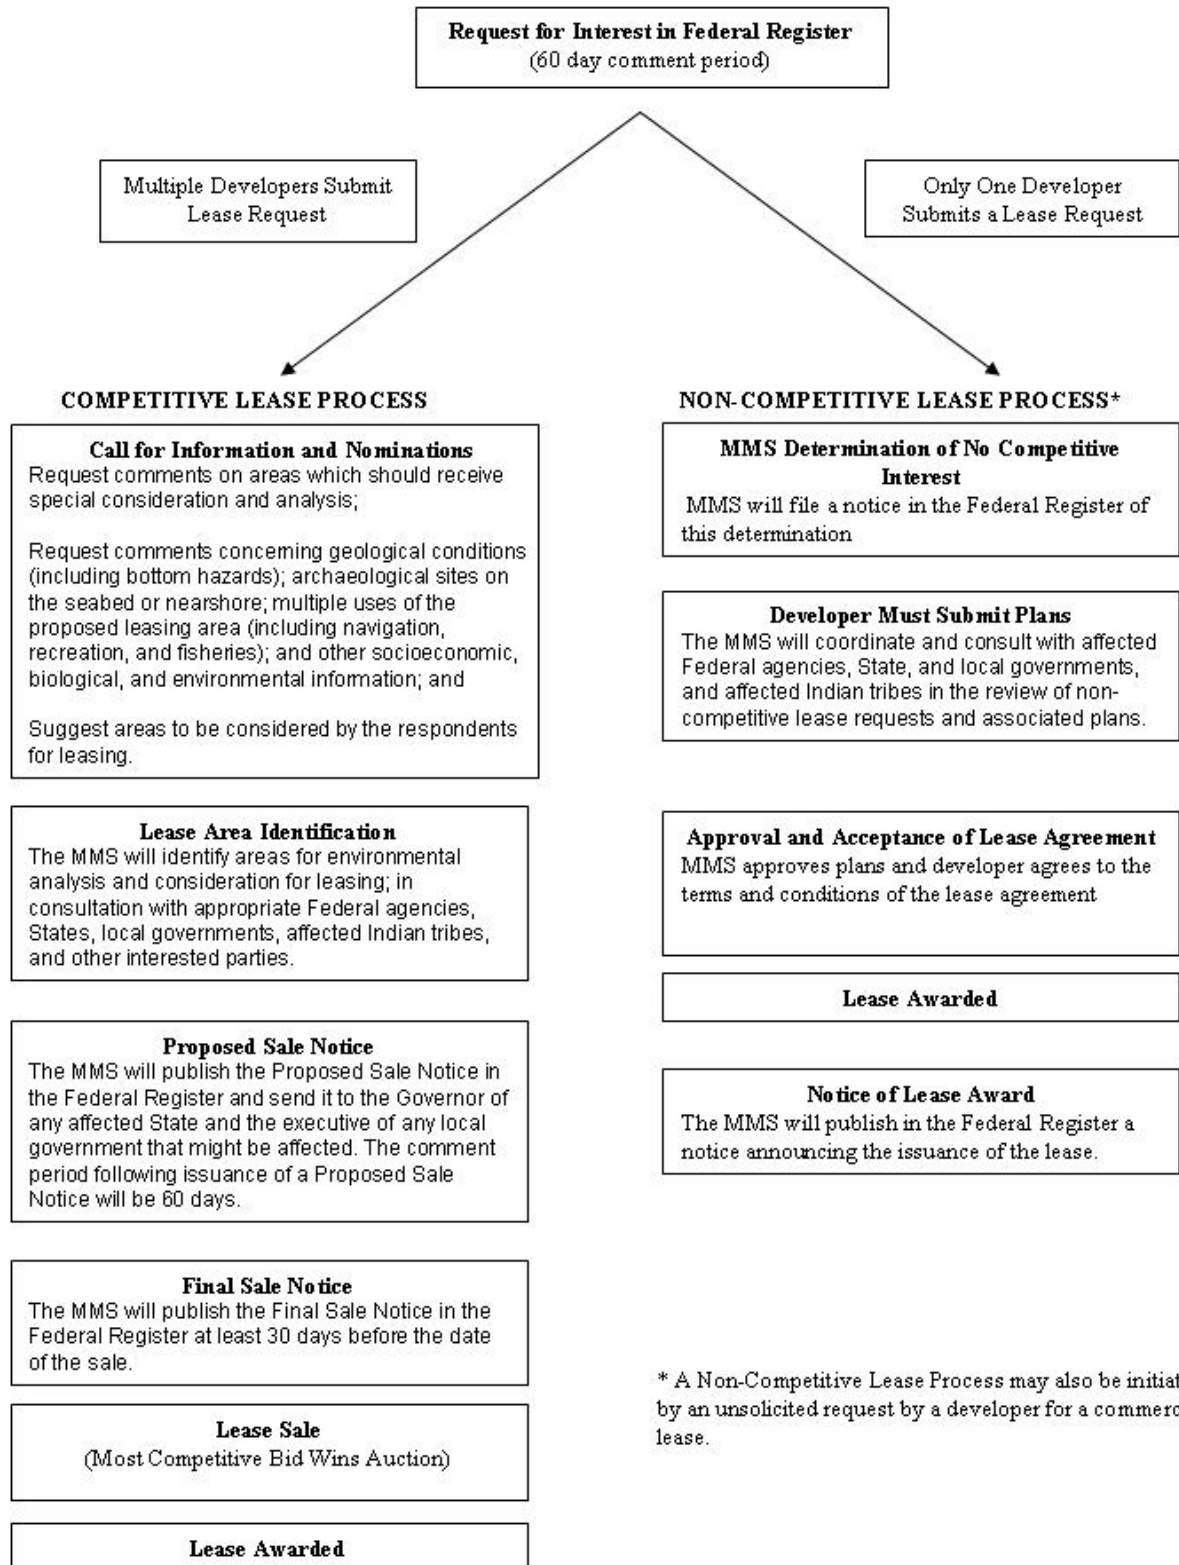 Request for Interest in Federal Register
(60 day comment period)
Multiple Developers Submit
Lease Request
Only One Developer
Submits a Lease Request
COMPETITIVE LEASE PROCESS
Call for Information and Nominations
Request comments on areas which should receive
special consideration and analysis;
Request comments concerning geological conditions
(including bottom hazards); archaeological sites on
the seabed or nearshore; multiple uses of the
proposed leasing area (including navigation,
recreation, and fisheries); and other socioeconomic,
biological, and environmental information; and
Suggest areas to be considered by the respondents
for leasing.
Lease Area Identification
The MMS will identify areas for environmental
analysis and consideration for leasing; in
consultation with appropriate Federal agencies,
States, local governments, affected Indian tribes,
and other interested parties.
Proposed Sale Notice
The MMS will publish the Proposed Sale Notice in
the Federal Register and send it to the Governor of
any affected State and the executive of any local
government that might be affected. The comment
period following issuance of a Proposed Sale
Notice will be 60 days.
Final Sale Notice
The MMS will publish the Final Sale Notice in the
Federal Register at least 30 days before the date
of the sale.
Lease Sale
(Most Competitive Bid Wins Auction)
Lease Awarded
NON-COMPETITIVE LEASE PROCESS*
MMS Determination of No Competitive
Interest
MMS will file a notice in the Federal Register of
this determination
Developer Must Submit Plans
The MMS will coordinate and consult with affected
Federal agencies, State, and local governments,
and affected Indian tribes in the review of non-
competitive lease requests and associated plans.
Approval and Acceptance of Lease Agreement
MMS approves plans and developer agrees to the
terms and conditions of the lease agreement
Lease Awarded
Notice of Lease Award
The MMS will publish in the Federal Register a
notice announcing the issuance of the lease.
* A Non-Competitive Lease Process may also be
by an unsolicited request by a developer for a
lease.